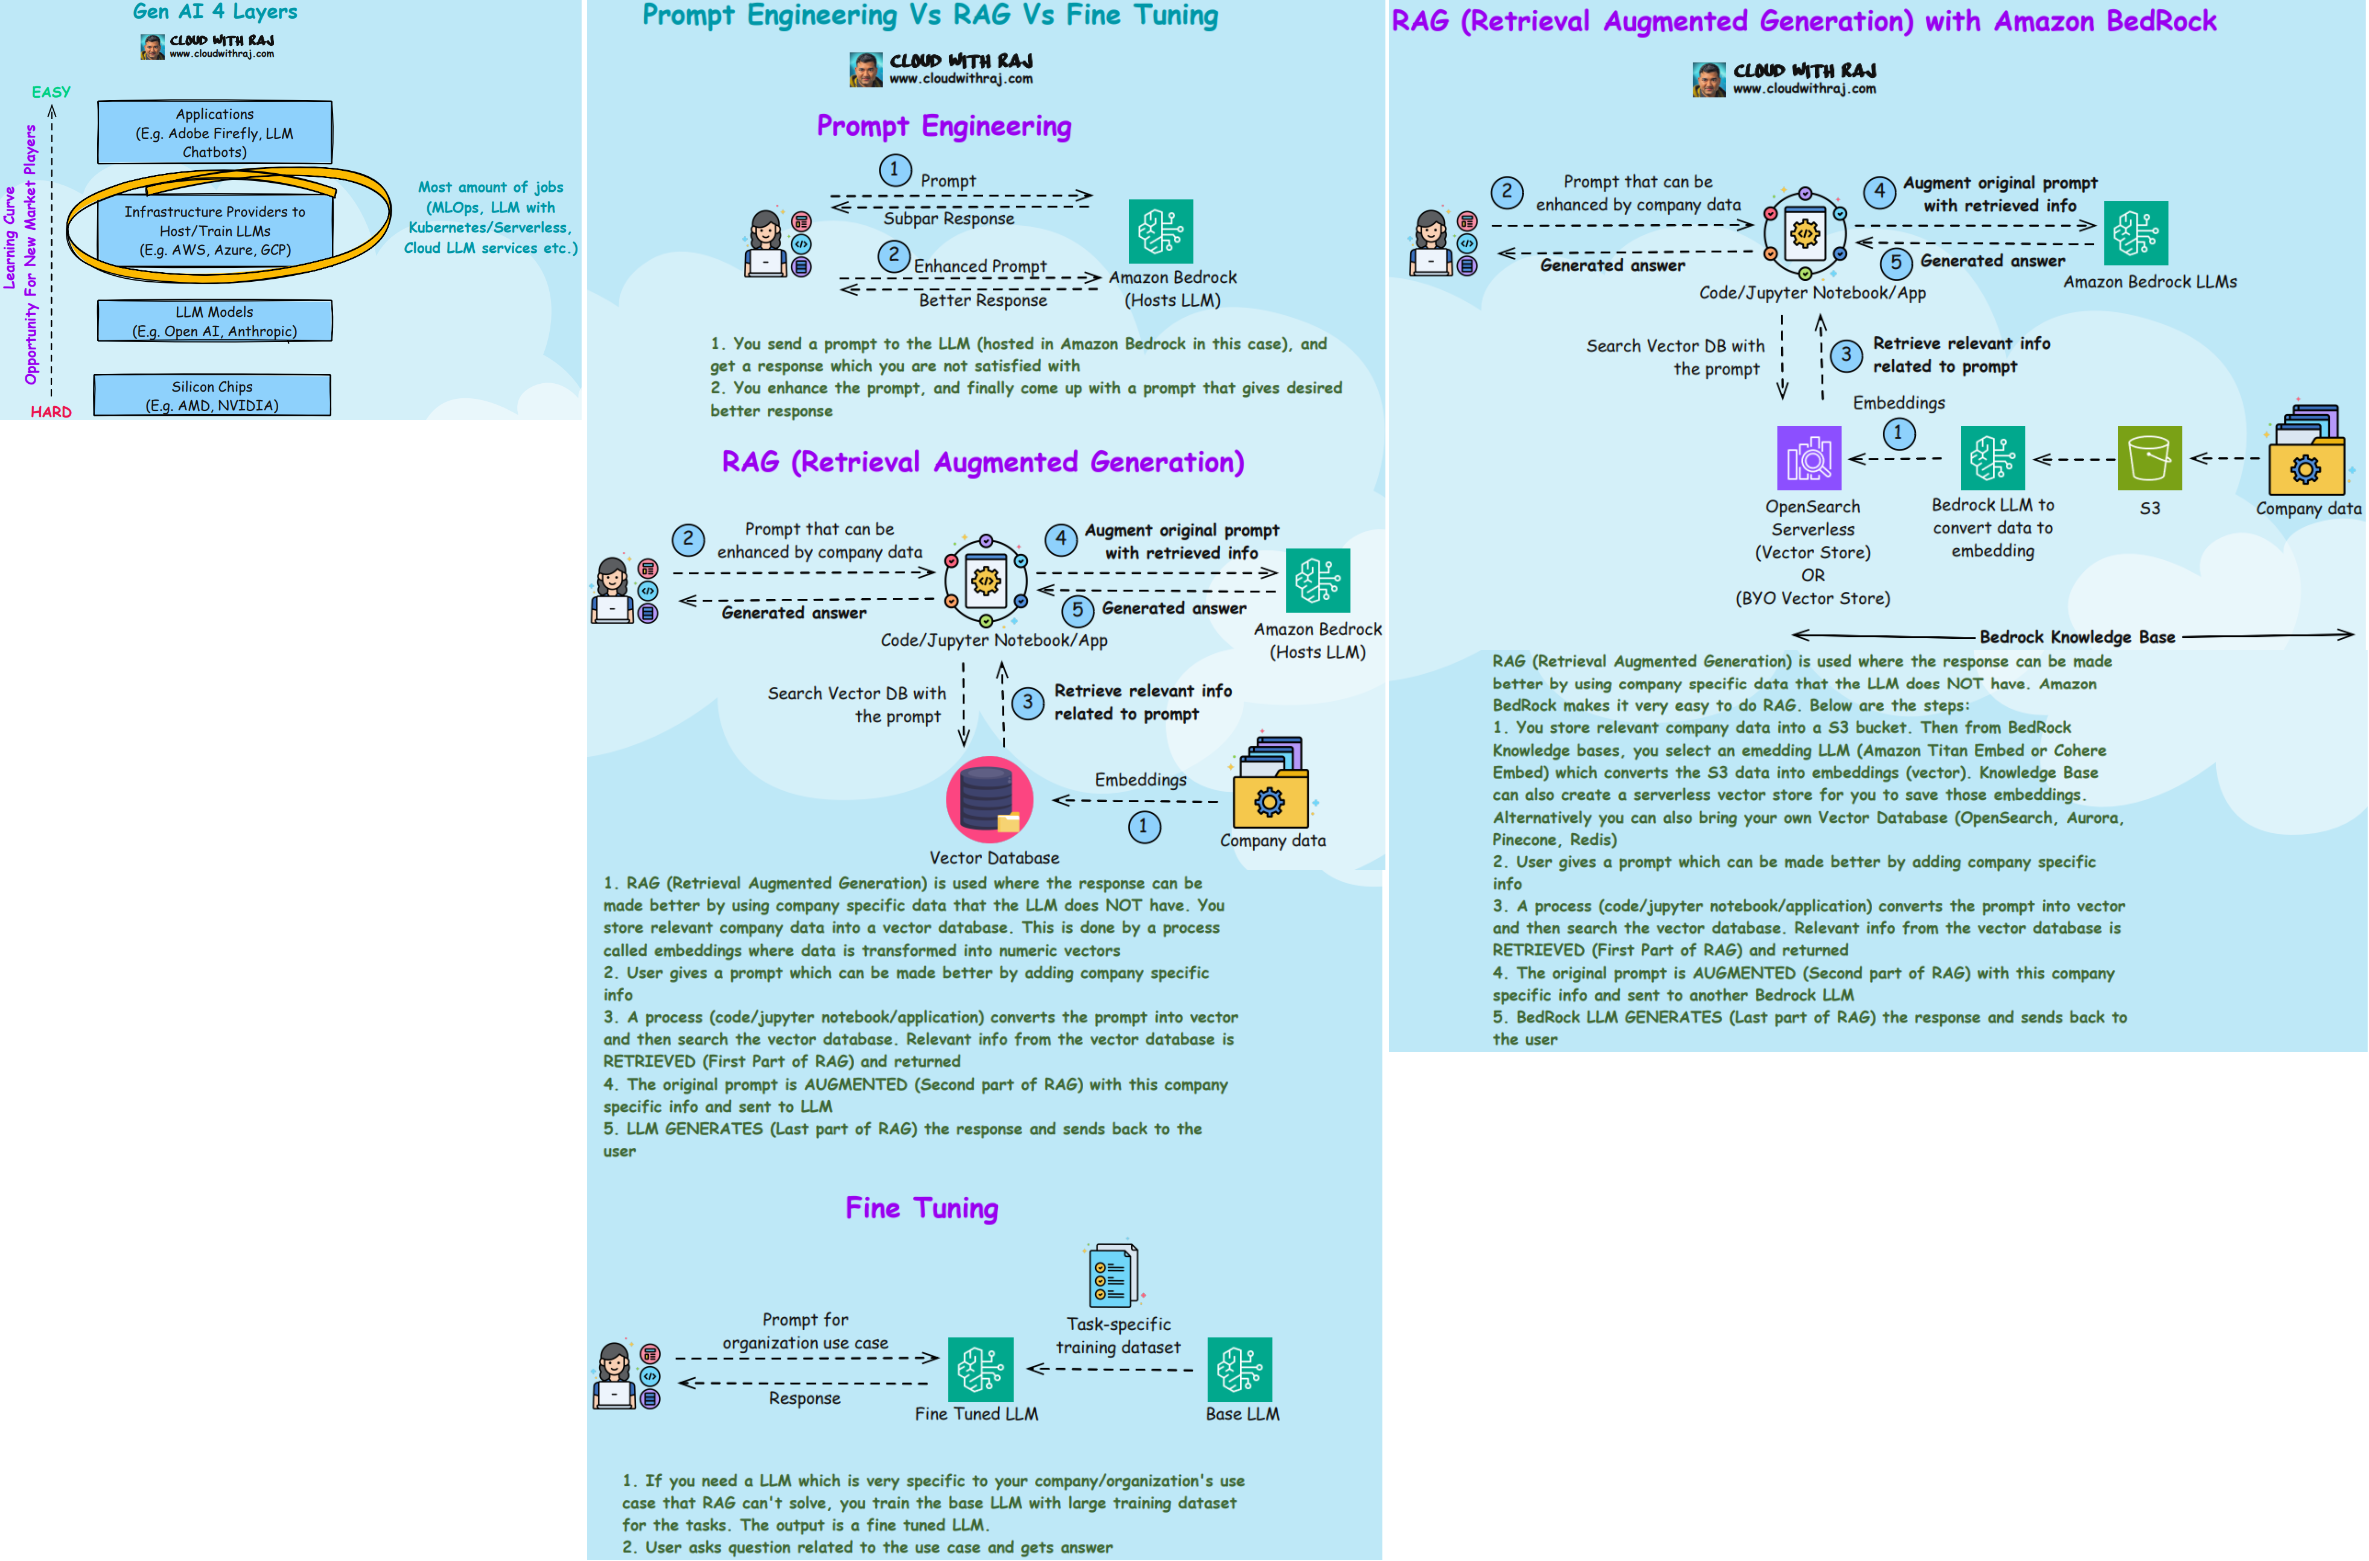 Gen AI 4 Layers
CLOUD WITH RAJ
www.cloudwithraj.com
EASY
Learning Curve
Opportunity For New Market Players
HARD
Applications
(E.g. Adobe Firefly, LLM
Chatbots)
Infrastructure Providers to
Host/Train LLMs
(E.g. AWS, Azure, GCP)
Most amount of jobs
(MLOps, LLM with
Kubernetes/Serverless,
Cloud LLM services etc.)
LLM Models
(E.g. Open AI, Anthropic)
Silicon Chips
(E.g. AMD, NVIDIA)
Prompt Engineering Vs RAG Vs Fine Tuning
CLOUD WITH RAJ
www.cloudwithraj.com
Prompt Engineering
1
Prompt
Subpar Response
2
Enhanced Prompt
Better Response
Amazon Bedrock
(Hosts LLM)
1. You send a prompt to the LLM (hosted in Amazon Bedrock in this case), and
get a response which you are not satisfied with
2. You enhance the prompt, and finally come up with a prompt that gives desired
better response
RAG (Retrieval Augmented Generation)
2
Prompt that can be
enhanced by company data
Generated answer
Code/Jupyter Notebook/App
4
Augment original prompt
with retrieved info
5
Generated answer
Amazon Bedrock
(Hosts LLM)
Search Vector DB with
the prompt
3
Retrieve relevant info
related to prompt
Embeddings
1
Vector Database
Company data
1. RAG (Retrieval Augmented Generation) is used where the response can be
made better by using company specific data that the LLM does NOT have. You
store relevant company data into a vector database. This is done by a process
called embeddings where data is transformed into numeric vectors
2. User gives a prompt which can be made better by adding company specific
info
3. A process (code/jupyter notebook/application) converts the prompt into vector
and then search the vector database. Relevant info from the vector database is
RETRIEVED (First Part of RAG) and returned
4. The original prompt is AUGMENTED (Second part of RAG) with this company
specific info and sent to LLM
5. LLM GENERATES (Last part of RAG) the response and sends back to the
user
Fine Tuning
Prompt for
organization use case
Response
Fine Tuned LLM
Task-specific
training dataset
Base LLM
1. If you need a LLM which is very specific to your company/organization's use
case that RAG can't solve, you train the base LLM with large training dataset
for the tasks. The output is a fine tuned LLM.
2. User asks question related to the use case and gets answer
RAG (Retrieval Augmented Generation) with Amazon BedRock
CLOUD WITH RAJ
www.cloudwithraj.com
2
Prompt that can be
enhanced by company data
Generated answer
Code/Jupyter Notebook/App
4
Augment original prompt
with retrieved info
5
Generated answer
Amazon Bedrock LLMs
Search Vector DB with
the prompt
3
Retrieve relevant info
related to prompt
Embeddings
1
OpenSearch
Serverless
(Vector Store)
OR
(BYO Vector Store)
Bedrock LLM to
convert data to
embedding
S3
Company data
Bedrock Knowledge Base
RAG (Retrieval Augmented Generation) is used where the response can be made
better by using company specific data that the LLM does NOT have. Amazon
BedRock makes it very easy to do RAG. Below are the steps:
1. You store relevant company data into a S3 bucket. Then from BedRock
Knowledge bases, you select an emedding LLM (Amazon Titan Embed or Cohere
Embed) which converts the S3 data into embeddings (vector). Knowledge Base
can also create a serverless vector store for you to save those embeddings.
Alternatively you can also bring your own Vector Database (OpenSearch, Aurora,
Pinecone, Redis)
2. User gives a prompt which can be made better by adding company specific
info
3. A process (code/jupyter notebook/application) converts the prompt into vector
and then search the vector database. Relevant info from the vector database is
RETRIEVED (First Part of RAG) and returned
4. The original prompt is AUGMENTED (Second part of RAG) with this company
specific info and sent to another Bedrock LLM
5. BedRock LLM GENERATES (Last part of RAG) the response and sends back to
the user